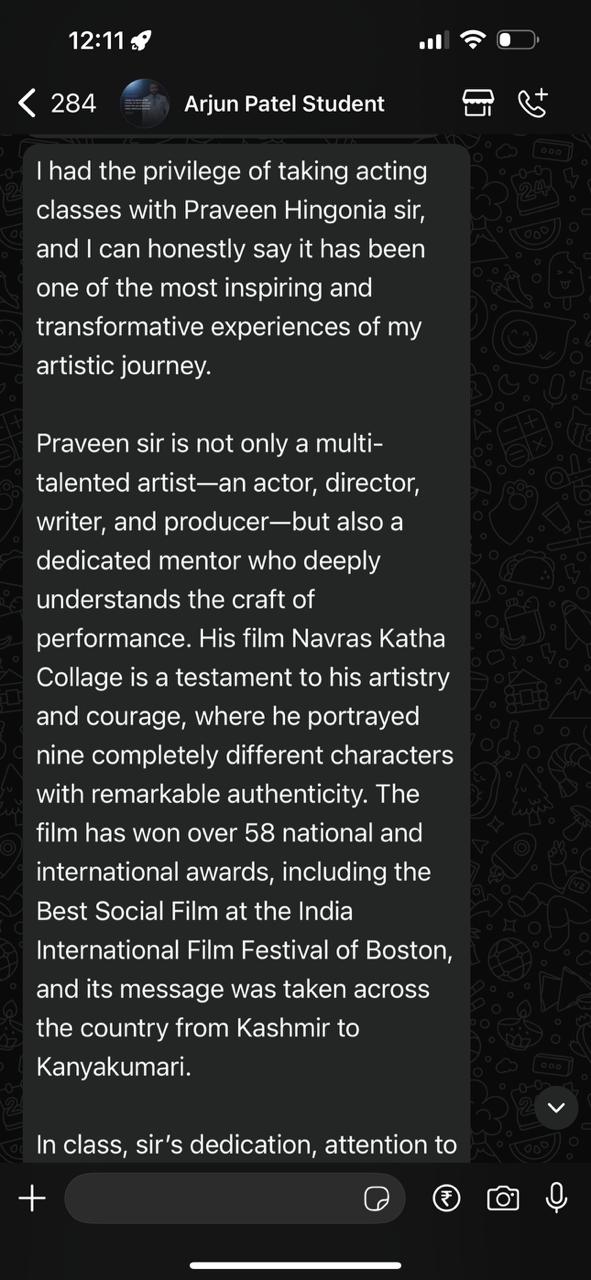 12:11
284
Arjun Patel Student
I had the privilege of taking acting
classes with Praveen Hingonia sir,
and I can honestly say it has been
one of the most inspiring and
transformative experiences of my
artistic journey.
Praveen sir is not only a multi-
talented artist—an actor, director,
writer, and producer—but also a
dedicated mentor who deeply
understands the craft of
performance. His film Navras Katha
Collage is a testament to his artistry
and courage, where he portrayed
nine completely different characters
with remarkable authenticity. The
film has won over 58 national and
international awards, including the
Best Social Film at the India
International Film Festival of Boston,
and its message was taken across
the country from Kashmir to
Kanyakumari.
In class, sir’s dedication, attention to
₹